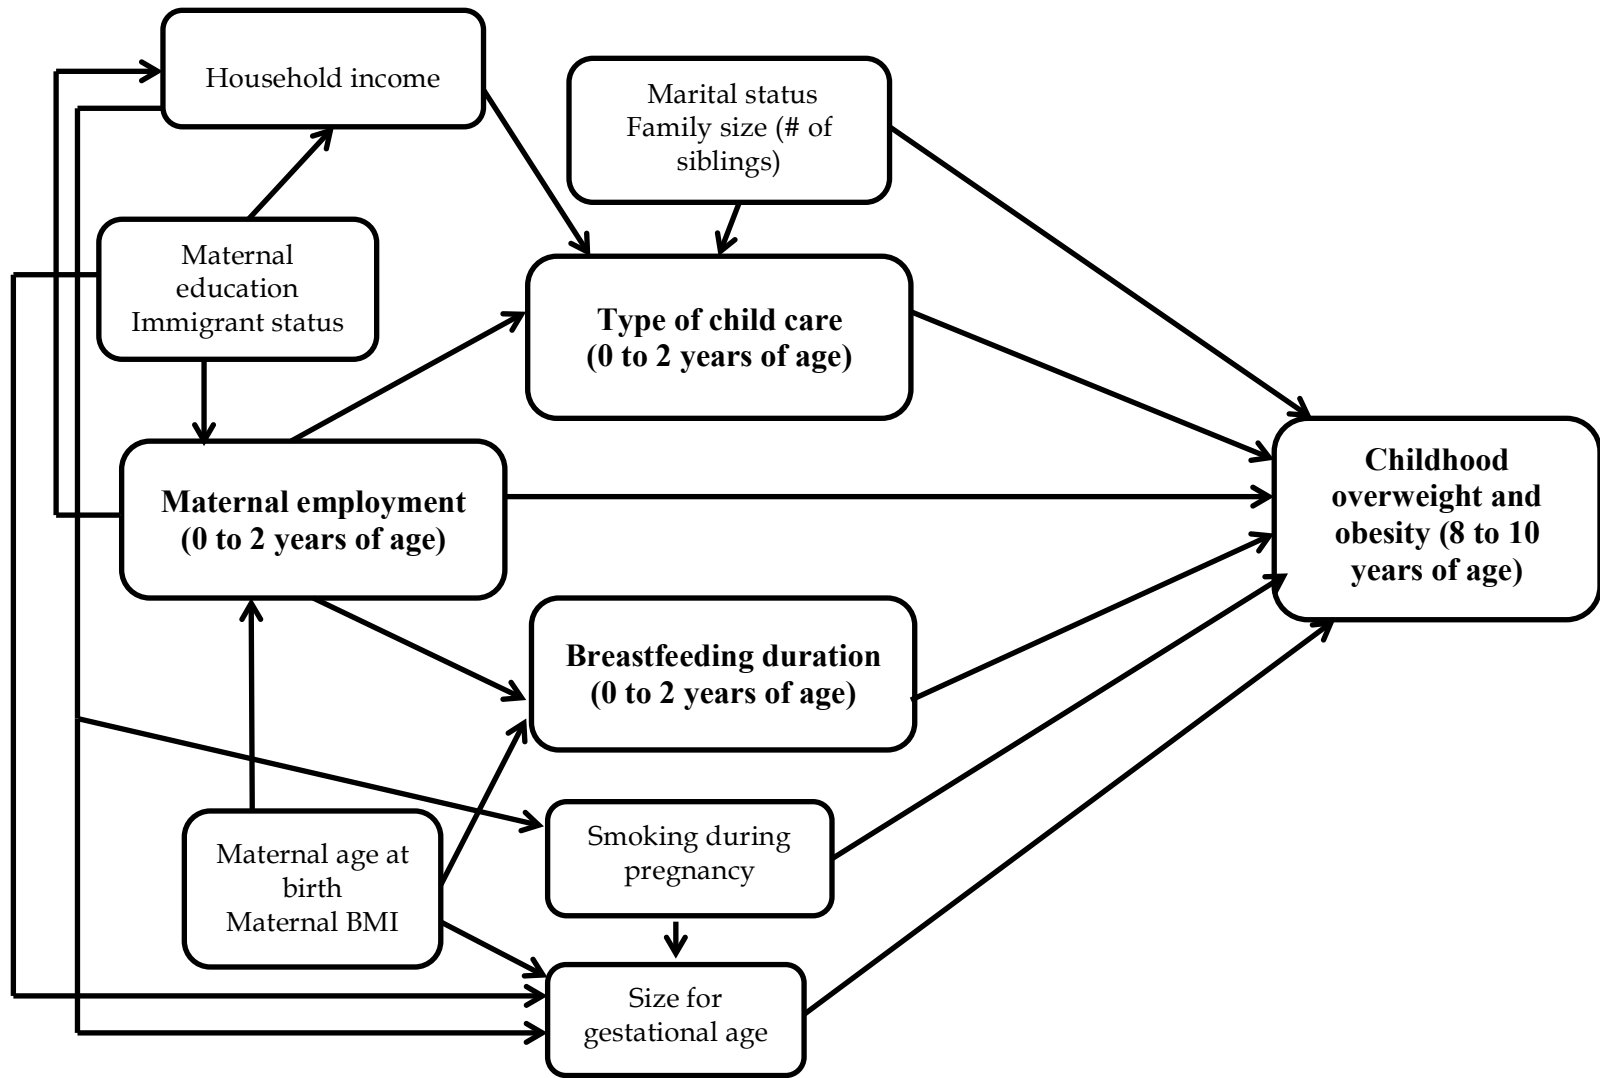 Household income
Marital status
Family size (# of
siblings)
Maternal
education
Immigrant status
Type of child care
(0 to 2 years of age)
Maternal employment
(0 to 2 years of age)
Childhood
overweight and
obesity (8 to 10
years of age)
Breastfeeding duration
(0 to 2 years of age)
Maternal age at
birth
Maternal BMI
Smoking during
pregnancy
Size for
gestational age